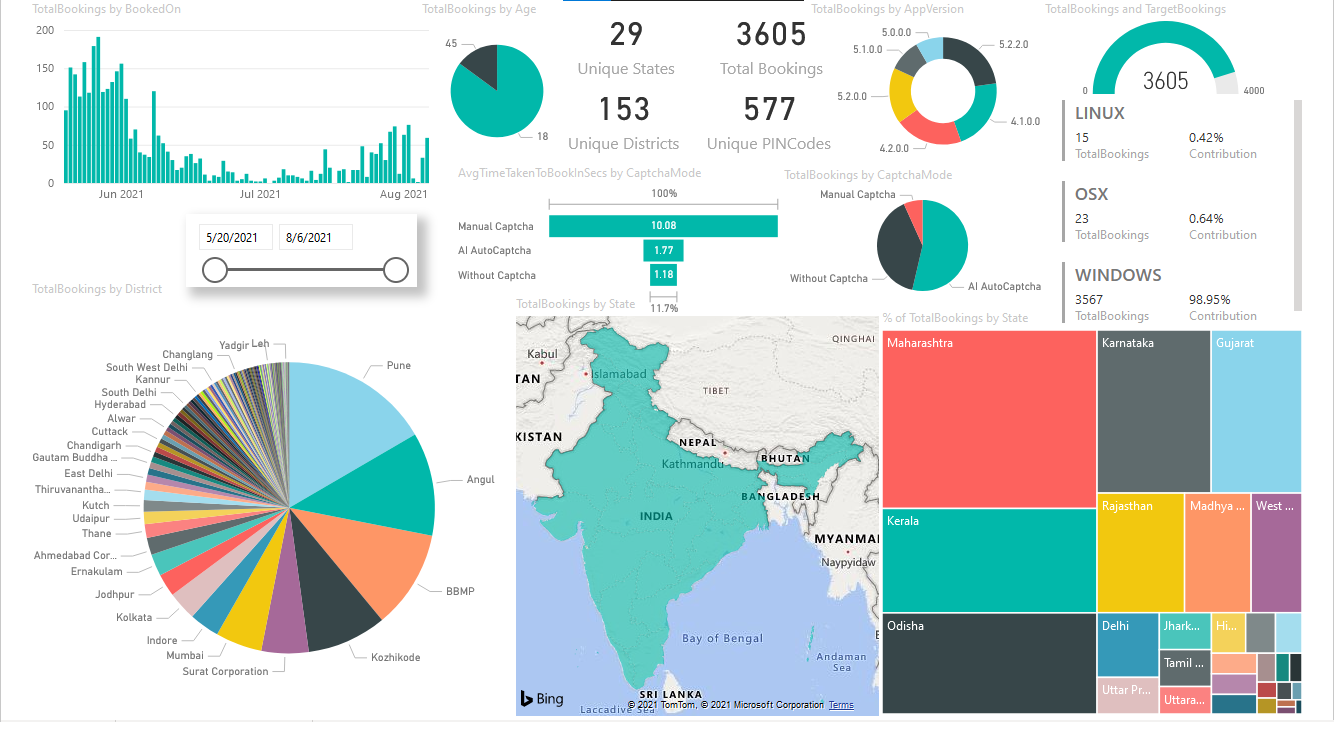 TotalBookings by BookedOn
200
150
100
50
0
Jun 2021
Jul 2021
Aug 2021
5/20/2021
8/6/2021
TotalBookings by Age
45
18
29
Unique States
3605
Total Bookings
153
Unique Districts
577
Unique PINCodes
TotalBookings by AppVersion
5.0.0.0
5.1.0.0
5.2.0.0
4.2.0.0
5.2.2.0
4.1.0.0
TotalBookings and TargetBookings
3605
0
4000
LINUX
15
0.42%
TotalBookings
Contribution
OSX
23
0.64%
TotalBookings
Contribution
WINDOWS
3567
98.95%
TotalBookings
Contribution
AvgTimeTakenToBookInSecs by CaptchaMode
100%
Manual Captcha
10.08
AI AutoCaptcha
1.77
Without Captcha
1.18
11.7%
TotalBookings by CaptchaMode
Manual Captcha
Without Captcha
AI AutoCaptcha
TotalBookings by District
Yadgir
Leh
Changlang
South West Delhi
Kannur
South Delhi
Hyderabad
Alwar
Cuttack
Chandigarh
Gautam Buddha ...
East Delhi
Thiruvanantha...
Kutch
Udaipur
Thane
Ahmedabad Cor...
Ernakulam
Jodhpur
Kolkata
Indore
Mumbai
Surat Corporation
Pune
Angul
BBMP
Kozhikode
TotalBookings by State
QINGHAI
Kabul
TAN
Islamabad
TIBET
KISTAN
NEPAL
Kathmandu
BHUTAN
BANGLADESH
INDIA
MYANMA
Naypyidaw
Bay of Bengal
Andaman
Sea
SRI LANKA
Laccadive Sea
Bing
© 2021 TomTom, © 2021 Microsoft Corporation Terms
% of TotalBookings by State
Maharashtra
Karnataka
Gujarat
Kerala
Rajasthan
Madhya ...
West ...
Odisha
Delhi
Jhark...
Hi...
Tamil ...
Uttar Pr...
Uttara...